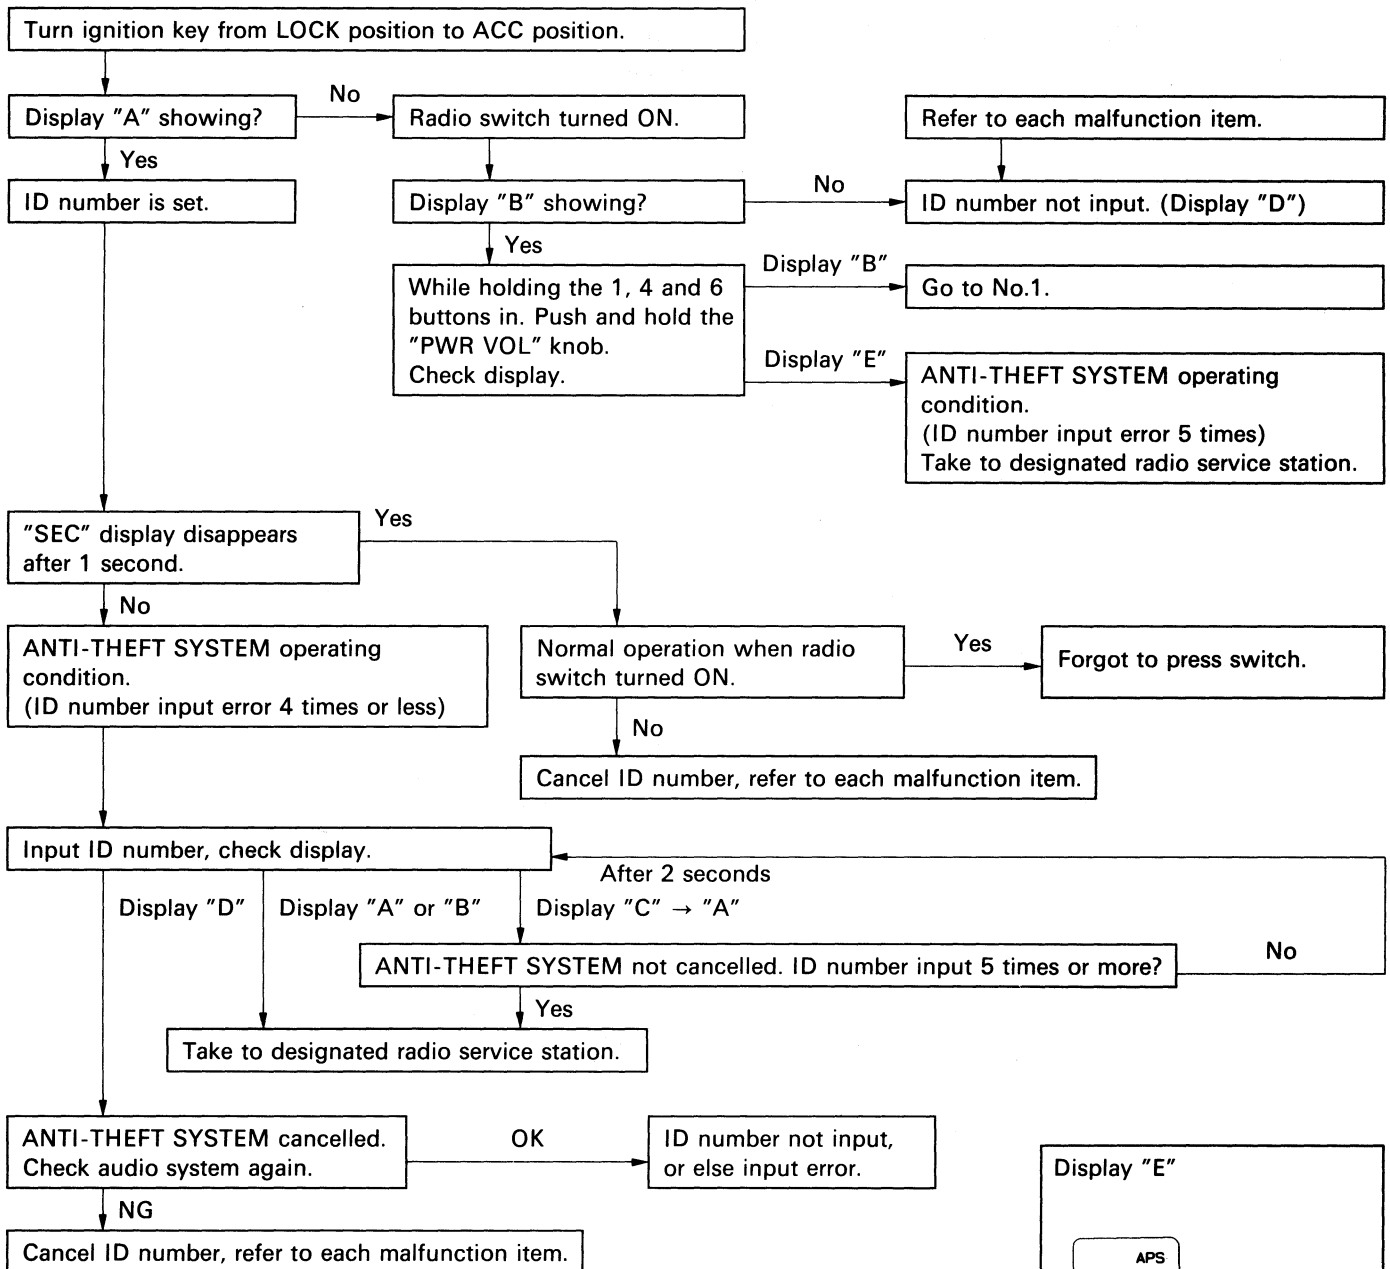 Turn ignition key from LOCK position to ACC position.
Display "A" showing?
No
Radio switch turned ON.
Refer to each malfunction item.
Yes
ID number is set.
Display "B" showing?
No
ID number not input. (Display "D")
Yes
While holding the 1, 4 and 6
buttons in. Push and hold the
"PWR VOL" knob.
Check display.
Display "B"
Go to No.1.
Display "E"
ANTI-THEFT SYSTEM operating
condition.
(ID number input error 5 times)
Take to designated radio service station.
"SEC" display disappears
after 1 second.
Yes
No
ANTI-THEFT SYSTEM operating
condition.
(ID number input error 4 times or less)
Normal operation when radio
switch turned ON.
Yes
Forgot to press switch.
No
Cancel ID number, refer to each malfunction item.
Input ID number, check display.
After 2 seconds
Display "D"
Display "A" or "B"
Display "C" → "A"
ANTI-THEFT SYSTEM not cancelled. ID number input 5 times or more?
No
Yes
Take to designated radio service station.
ANTI-THEFT SYSTEM cancelled.
Check audio system again.
OK
ID number not input,
or else input error.
NG
Cancel ID number, refer to each malfunction item.
Display "E"
APS